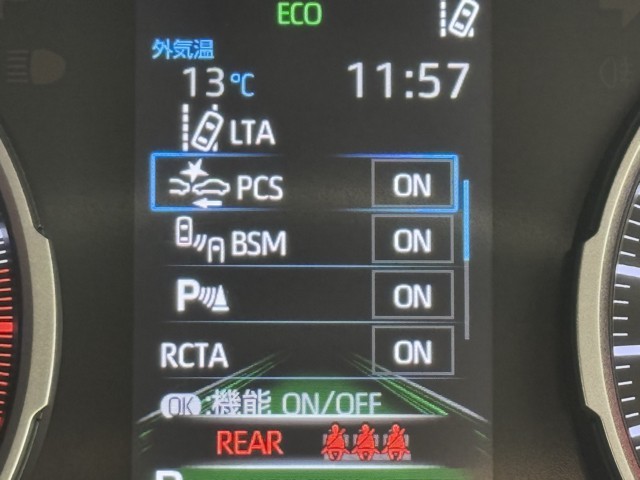 ECO
外気温
13℃ 11:57
LTA
PCS ON
BSM ON
P ON
RCTA ON
OK :機能 ON/OFF
REAR